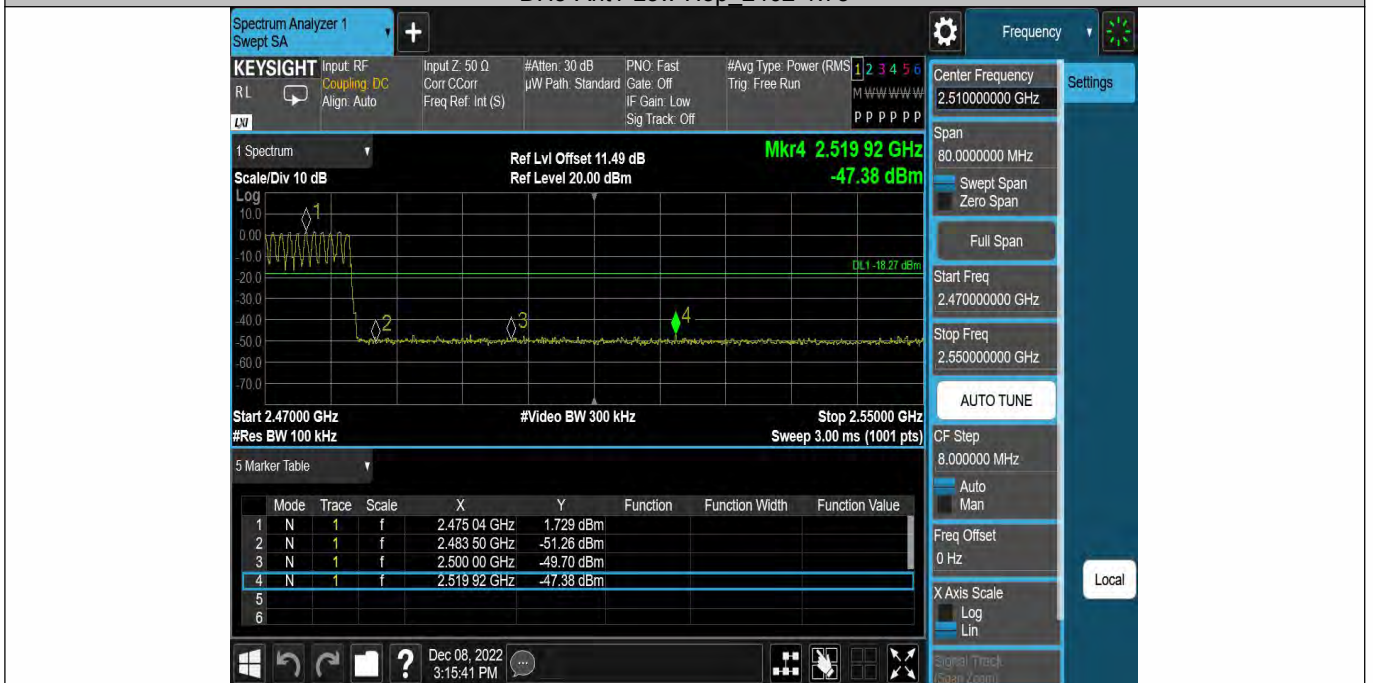 Spectrum Analyzer 1
Swept SA
+
Frequency
KEYSIGHT
RL
LXI
Input: RF
Coupling: DC
Align: Auto
Input Z: 50 Ω
Corr CCorr
Freq Ref: Int (S)
#Atten: 30 dB
µW Path: Standard
PNO: Fast
Gate: Off
IF Gain: Low
Sig Track: Off
#Avg Type: Power (RMS
Trig: Free Run
1 2 3 4 5 6
M W W W W W
P P P P P P
Center Frequency
2.510000000 GHz
Settings
Span
80.0000000 MHz
Swept Span
Zero Span
Full Span
Start Freq
2.470000000 GHz
Stop Freq
2.550000000 GHz
AUTO TUNE
CF Step
8.000000 MHz
Auto
Man
Freq Offset
0 Hz
X Axis Scale
Log
Lin
Signal Track
(Span Zoom)
Local
1 Spectrum
Scale/Div 10 dB
Ref Lvl Offset 11.49 dB
Ref Level 20.00 dBm
Mkr4 2.519 92 GHz
-47.38 dBm
Log
10.0
0.00
-10.0
-20.0
-30.0
-40.0
-50.0
-60.0
-70.0
1
2
3
4
DL1 -18.27 dBm
Start 2.47000 GHz
#Res BW 100 kHz
#Video BW 300 kHz
Stop 2.55000 GHz
Sweep 3.00 ms (1001 pts)
5 Marker Table
Mode Trace Scale X Y Function Function Width Function Value
1 N 1 f 2.475 04 GHz 1.729 dBm
2 N 1 f 2.483 50 GHz -51.26 dBm
3 N 1 f 2.500 00 GHz -49.70 dBm
4 N 1 f 2.519 92 GHz -47.38 dBm
5
6
?
Dec 08, 2022
3:15:41 PM